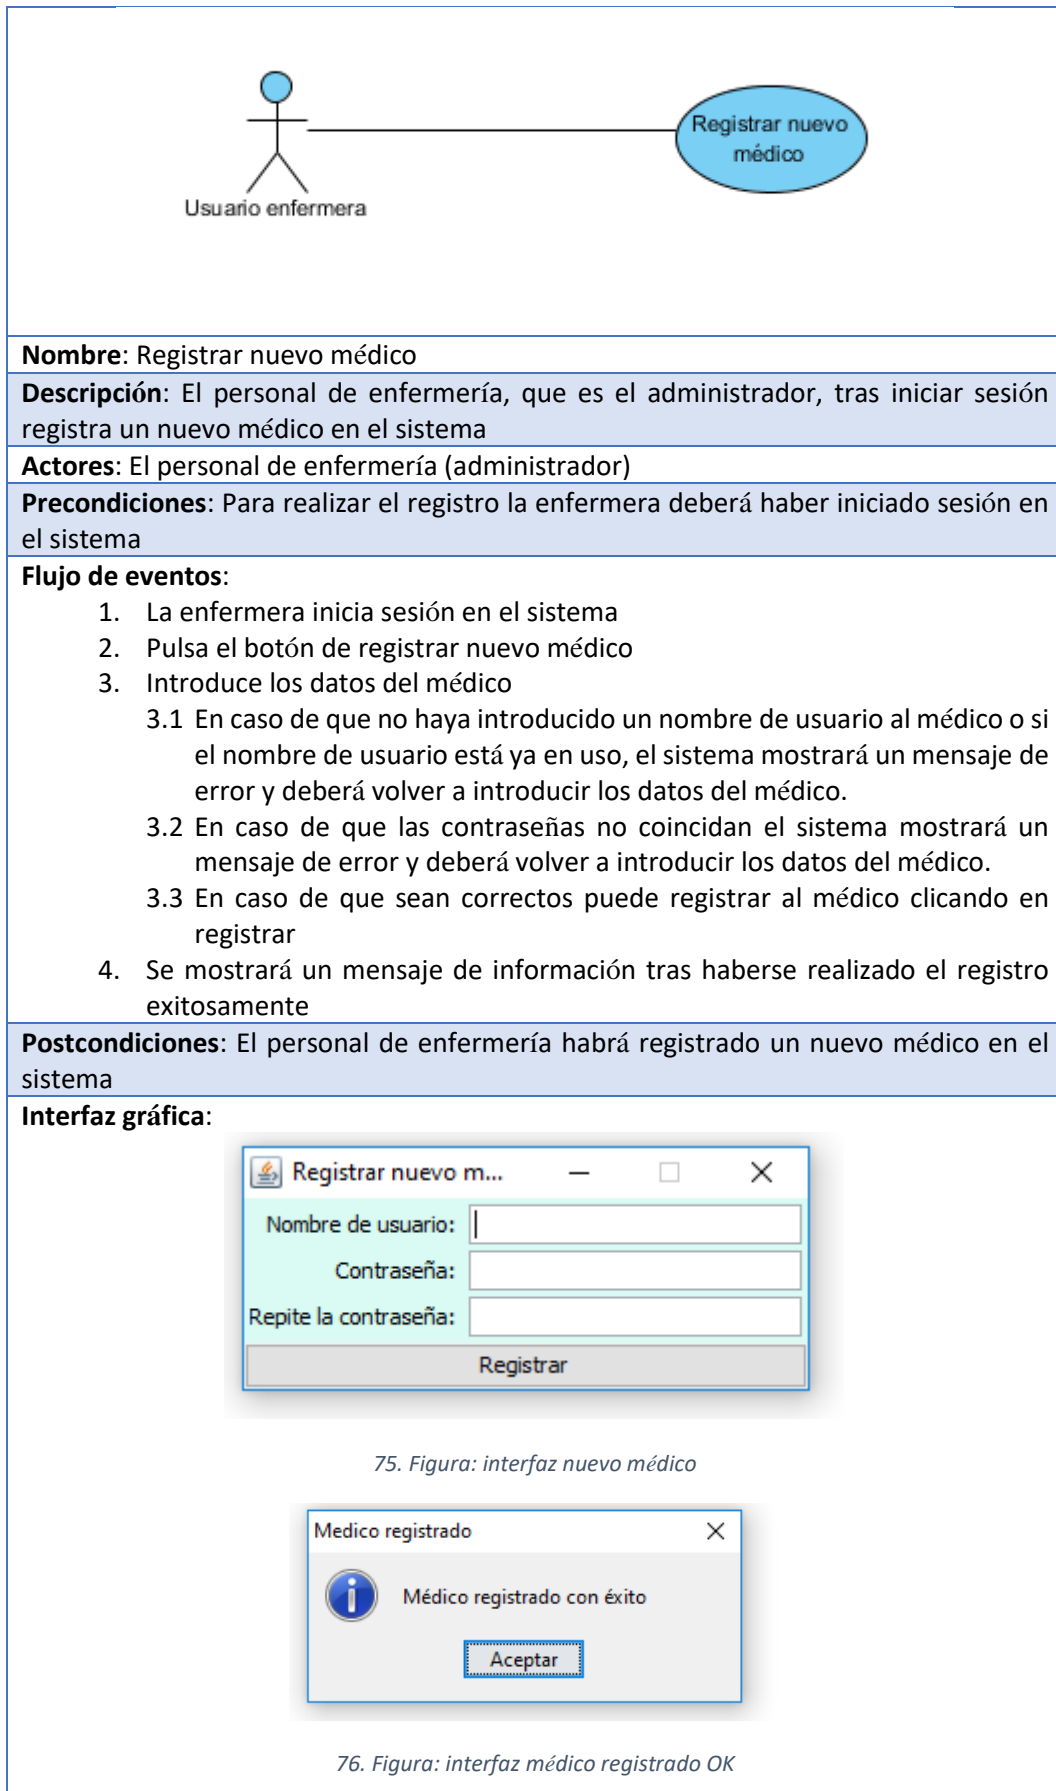 Registrar nuevo
médico
Usuario enfermera
Nombre: Registrar nuevo médico
Descripción: El personal de enfermería, que es el administrador, tras iniciar sesión
registra un nuevo médico en el sistema
Actores: El personal de enfermería (administrador)
Precondiciones: Para realizar el registro la enfermera deberá haber iniciado sesión en
el sistema
Flujo de eventos:
1. La enfermera inicia sesión en el sistema
2. Pulsa el botón de registrar nuevo médico
3. Introduce los datos del médico
3.1 En caso de que no haya introducido un nombre de usuario al médico o si
el nombre de usuario está ya en uso, el sistema mostrará un mensaje de
error y deberá volver a introducir los datos del médico.
3.2 En caso de que las contraseñas no coincidan el sistema mostrará un
mensaje de error y deberá volver a introducir los datos del médico.
3.3 En caso de que sean correctos puede registrar al médico clicando en
registrar
4. Se mostrará un mensaje de información tras haberse realizado el registro
exitosamente
Postcondiciones: El personal de enfermería habrá registrado un nuevo médico en el
sistema
Interfaz gráfica:
Registrar nuevo m...
Nombre de usuario:
Contraseña:
Repite la contraseña:
Registrar
75. Figura: interfaz nuevo médico
Medico registrado
Médico registrado con éxito
Aceptar
76. Figura: interfaz médico registrado OK